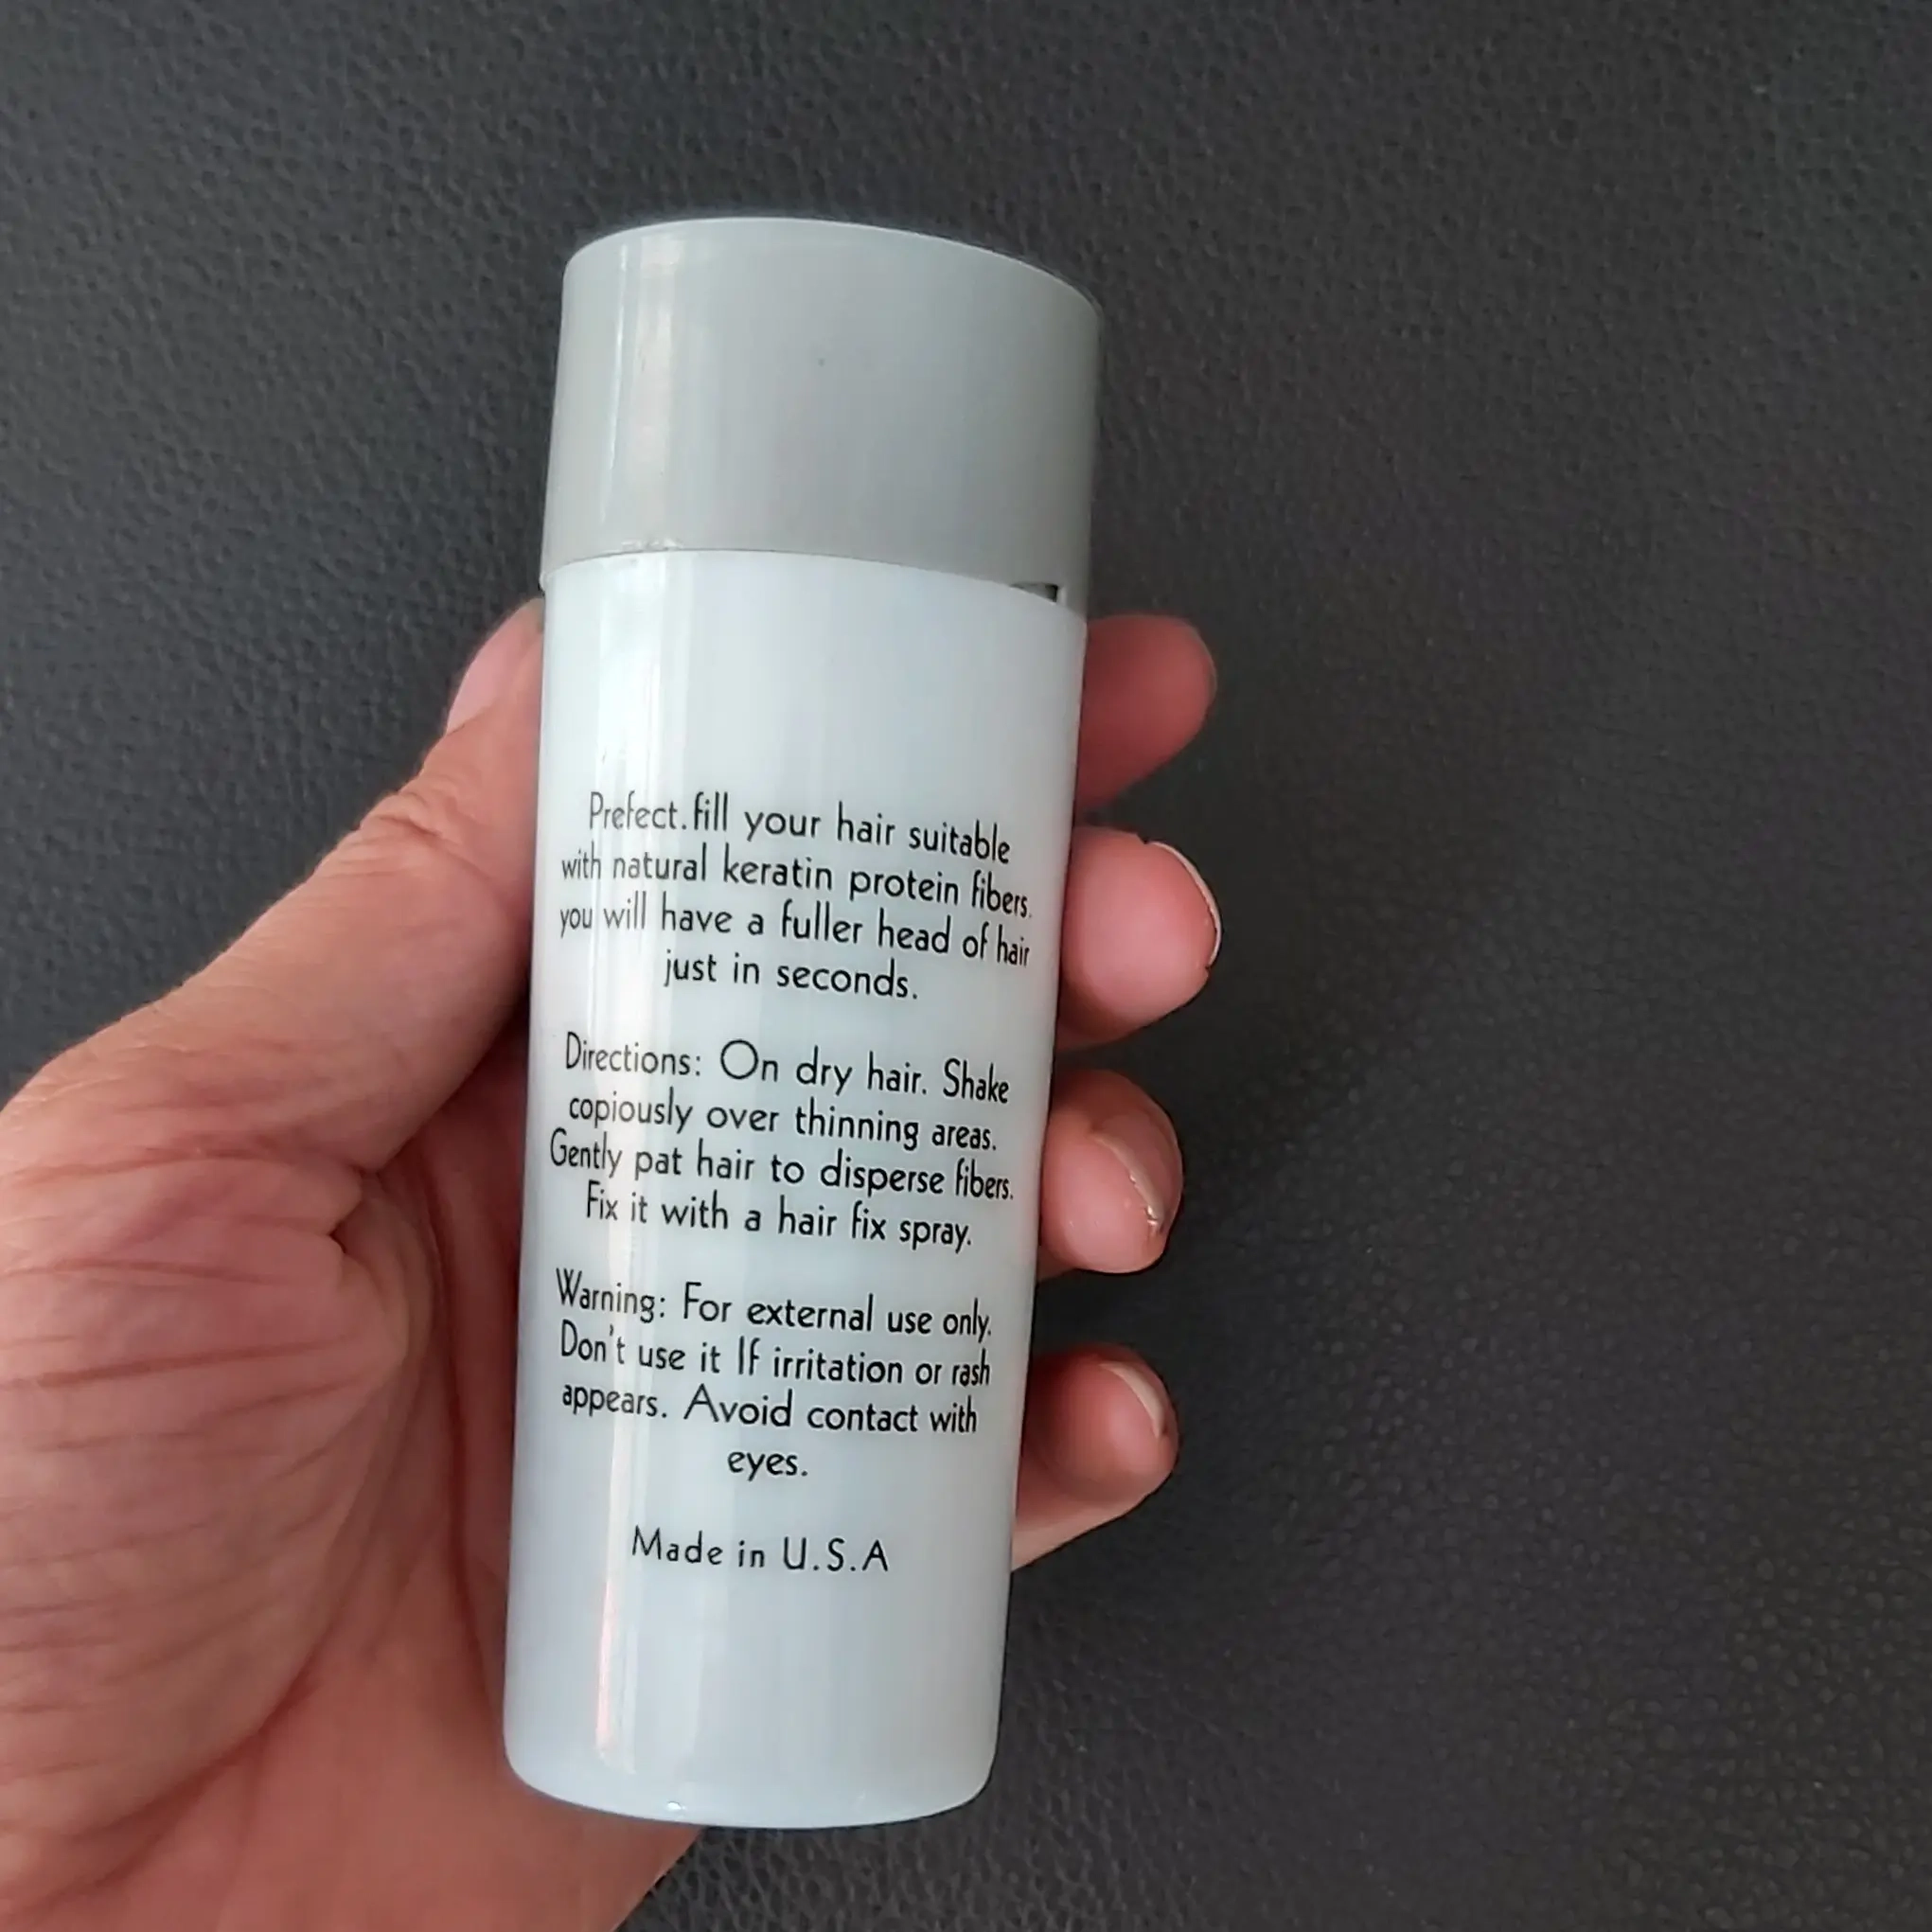 Prefect.fill your hair suitable
with natural keratin protein fibers.
you will have a fuller head of hair
just in seconds.
Directions: On dry hair. Shake
copiously over thinning areas.
Gently pat hair to disperse fibers.
Fix it with a hair fix spray.
Warning: For external use only.
Don't use it If irritation or rash
appears. Avoid contact with
eyes.
Made in U.S.A